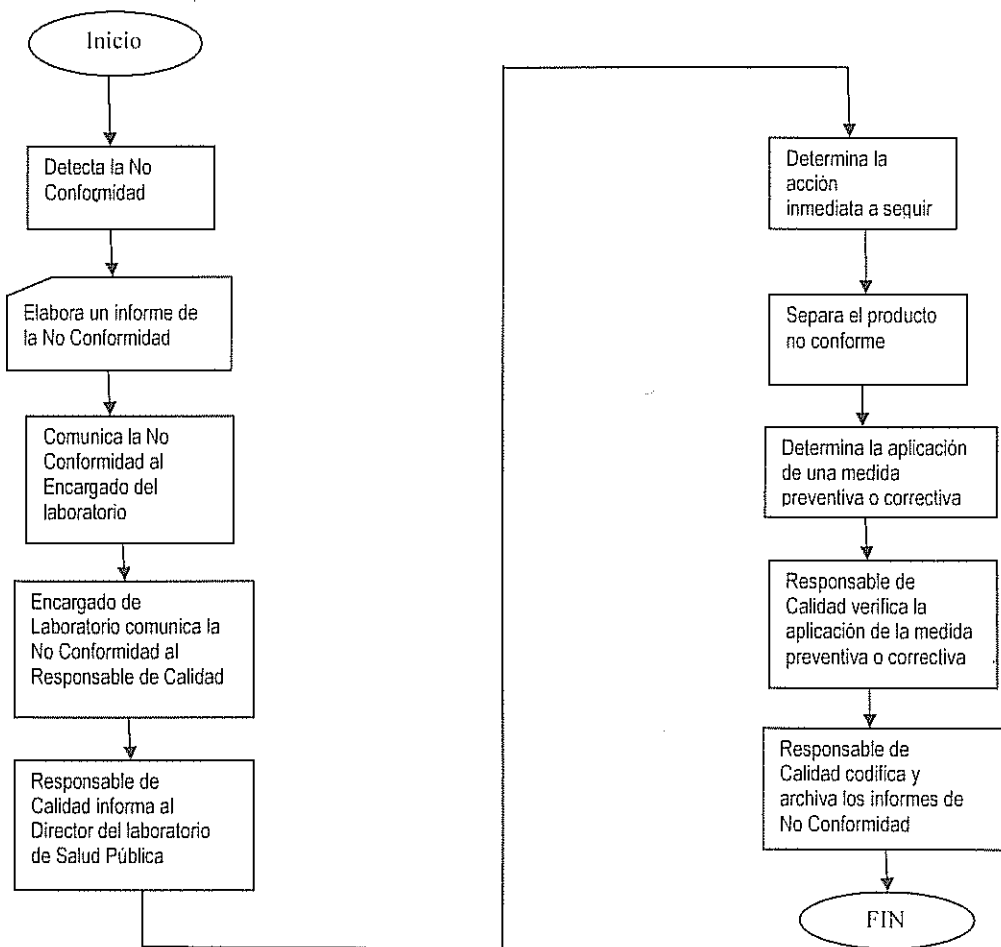 Inicio
Detecta la No
Conformidad
Elabora un informe de
la No Conformidad
Comunica la No
Conformidad al
Encargado del
laboratorio
Encargado de
Laboratorio comunica la
No Conformidad al
Responsable de Calidad
Responsable de
Calidad informa al
Director del laboratorio
de Salud Pública
Determina la
acción
inmediata a seguir
Separa el producto
no conforme
Determina la aplicación
de una medida
preventiva o correctiva
Responsable de
Calidad verifica la
aplicación de la medida
preventiva o correctiva
Responsable de
Calidad codifica y
archiva los informes de
No Conformidad
FIN